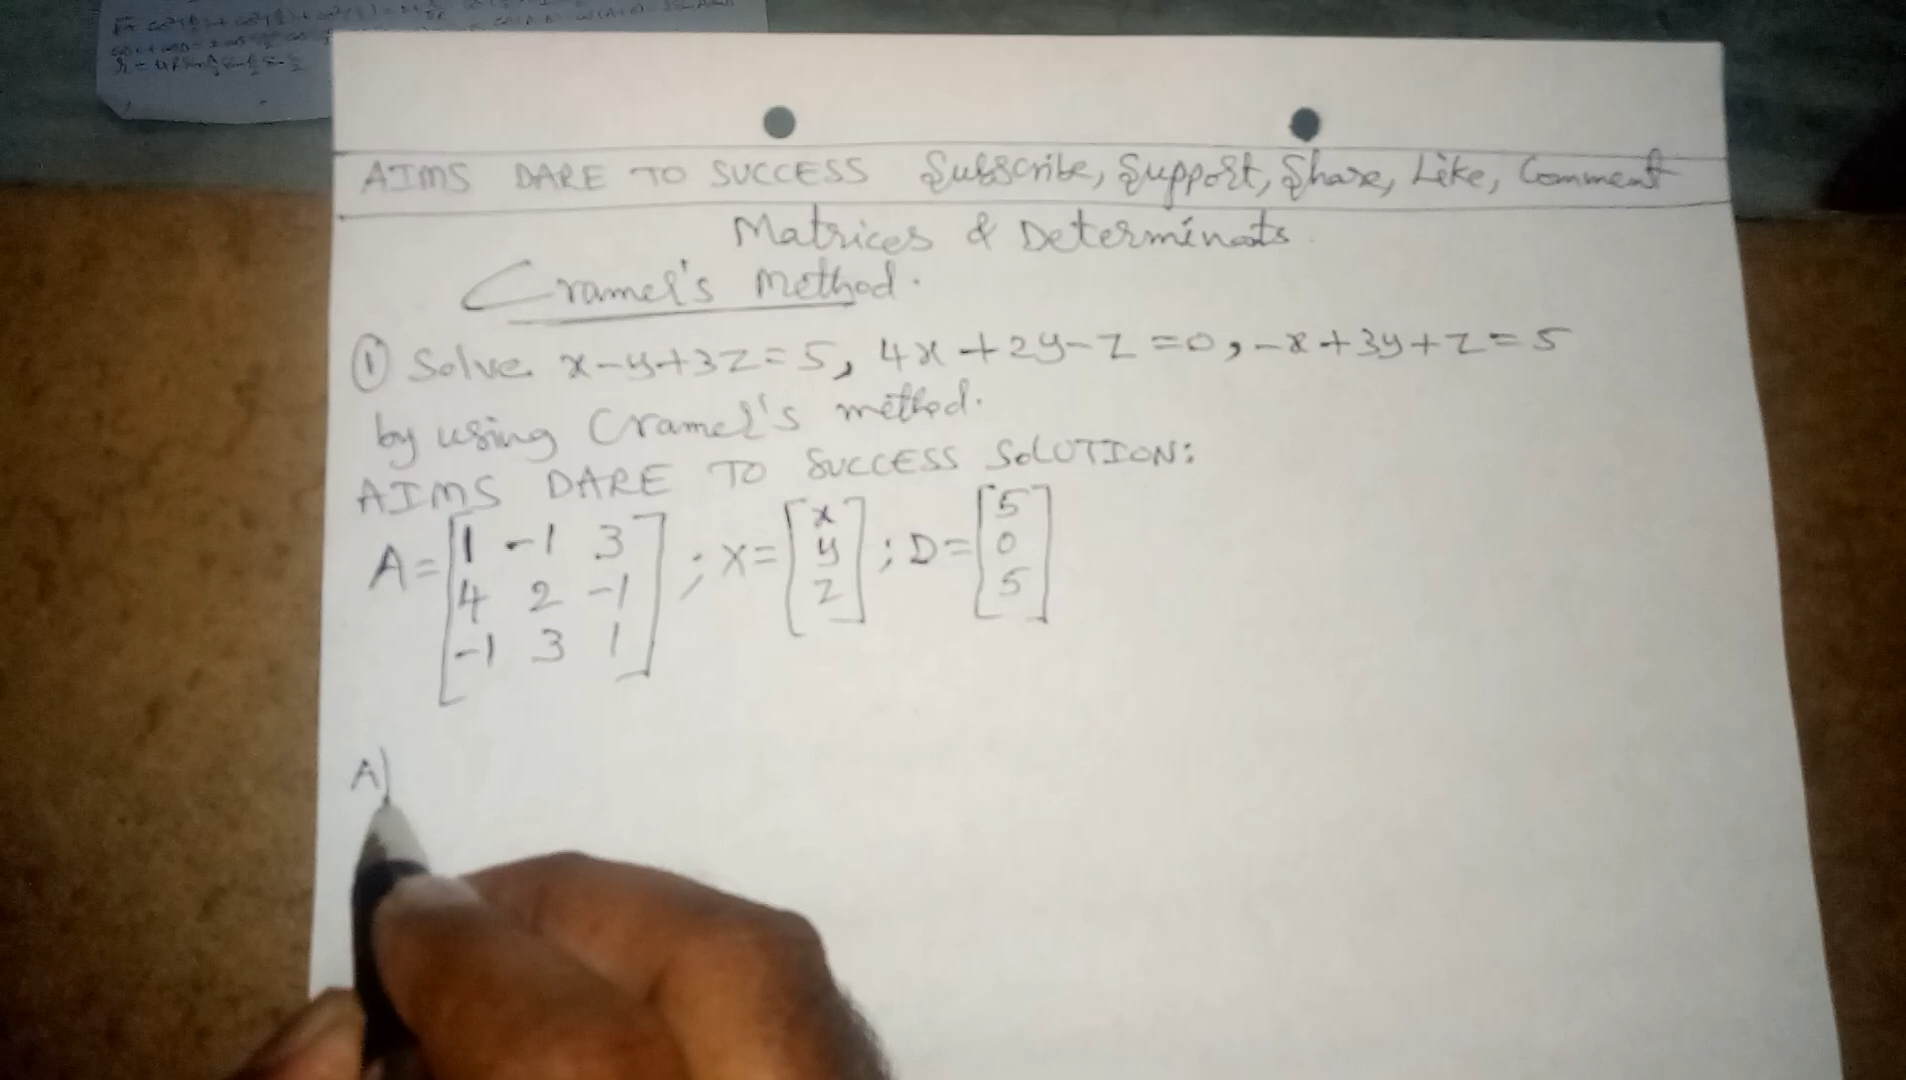 AIMS DARE TO SUCCESS Subscribe, Support, Share, Like, Comment
Matrices & Determinants.
Cramer's Method.
① Solve x-y+3z=5, 4x+2y-z=0, -x+3y+z=5
by using Cramer's method.
AIMS DARE TO SUCCESS SOLUTION:
A=[1 -1 3; X=[x; D=[5
4 2 -1 y 0
-1 3 1] z] 5]
A)